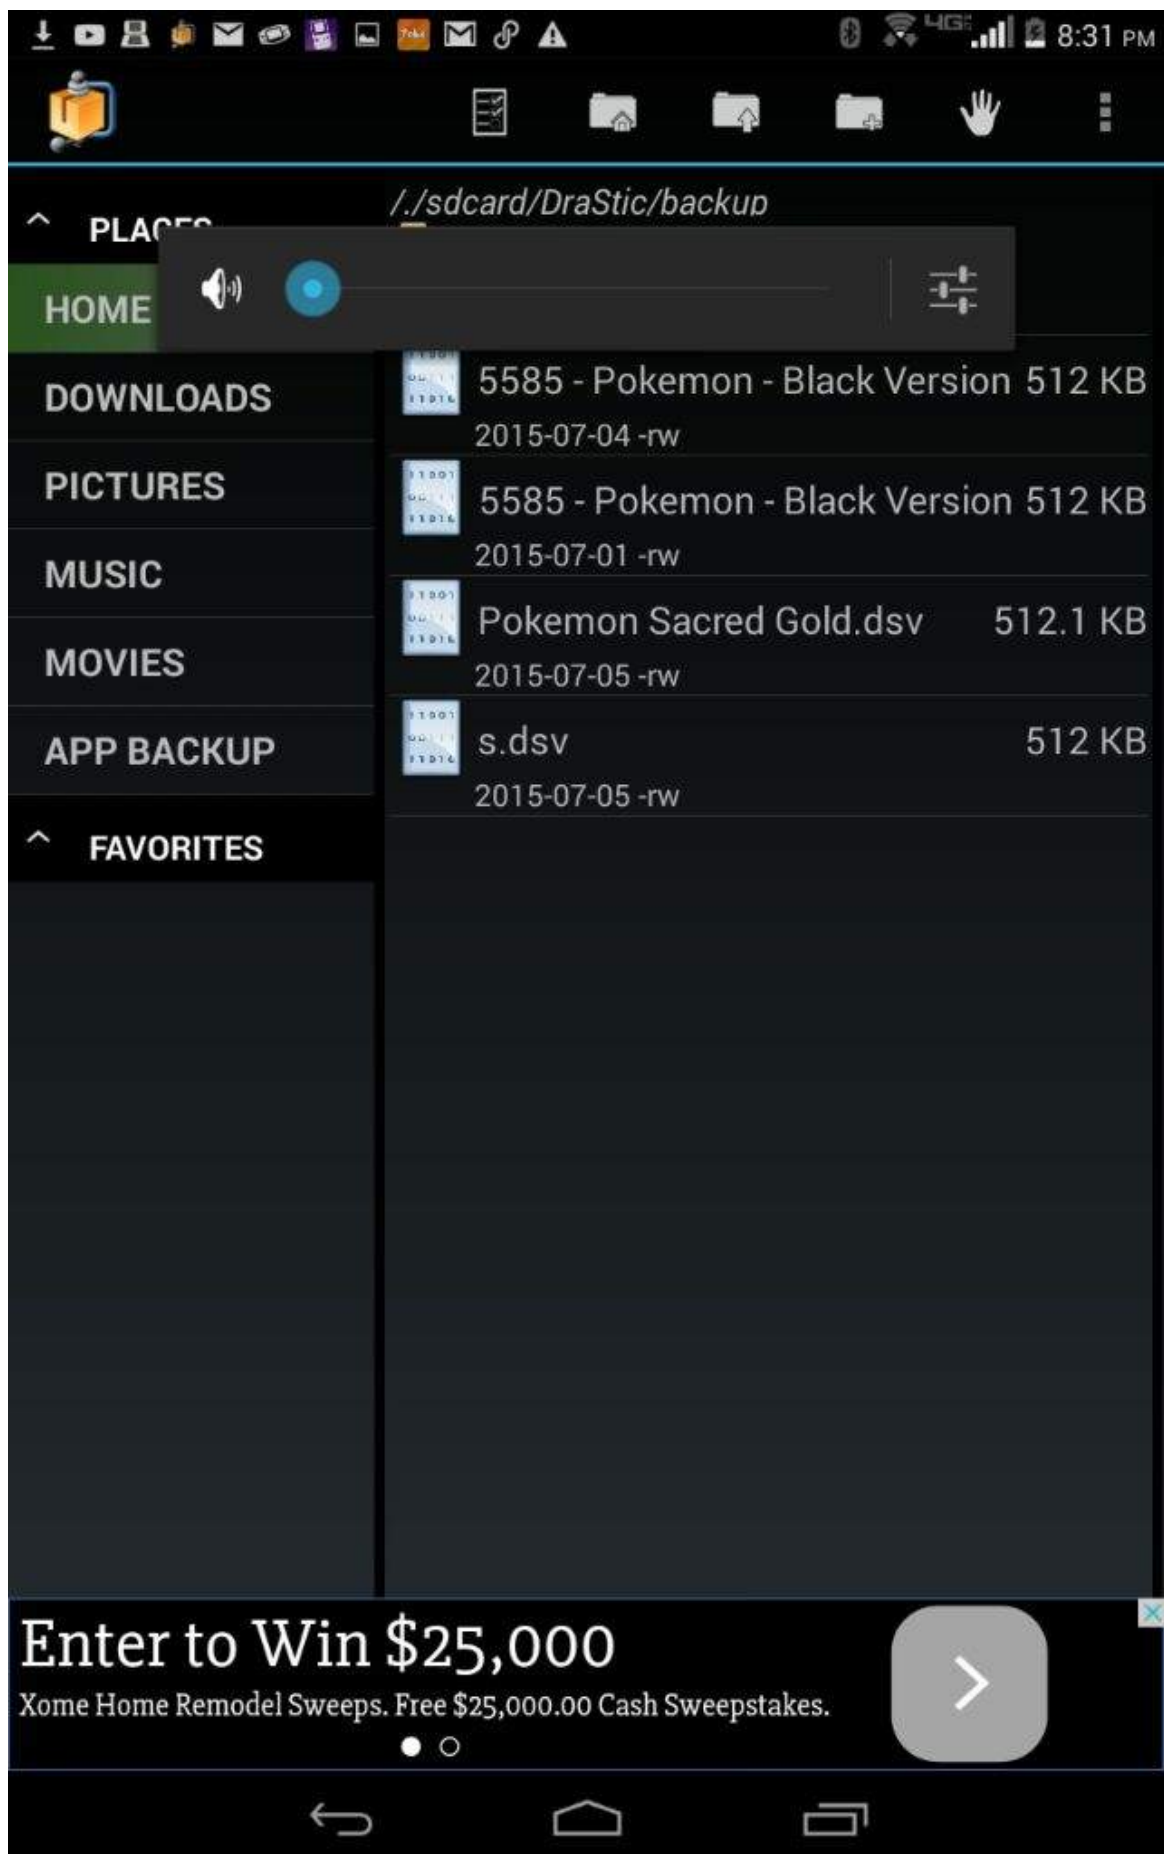 4G 8:31 PM
/./sdcard/DraStic/backup
PLACES
HOME
DOWNLOADS
PICTURES
MUSIC
MOVIES
APP BACKUP
FAVORITES
5585 - Pokemon - Black Version 512 KB
2015-07-04 -rw
5585 - Pokemon - Black Version 512 KB
2015-07-01 -rw
Pokemon Sacred Gold.dsv 512.1 KB
2015-07-05 -rw
s.dsv 512 KB
2015-07-05 -rw
Enter to Win $25,000
Xome Home Remodel Sweeps. Free $25,000.00 Cash Sweepstakes.